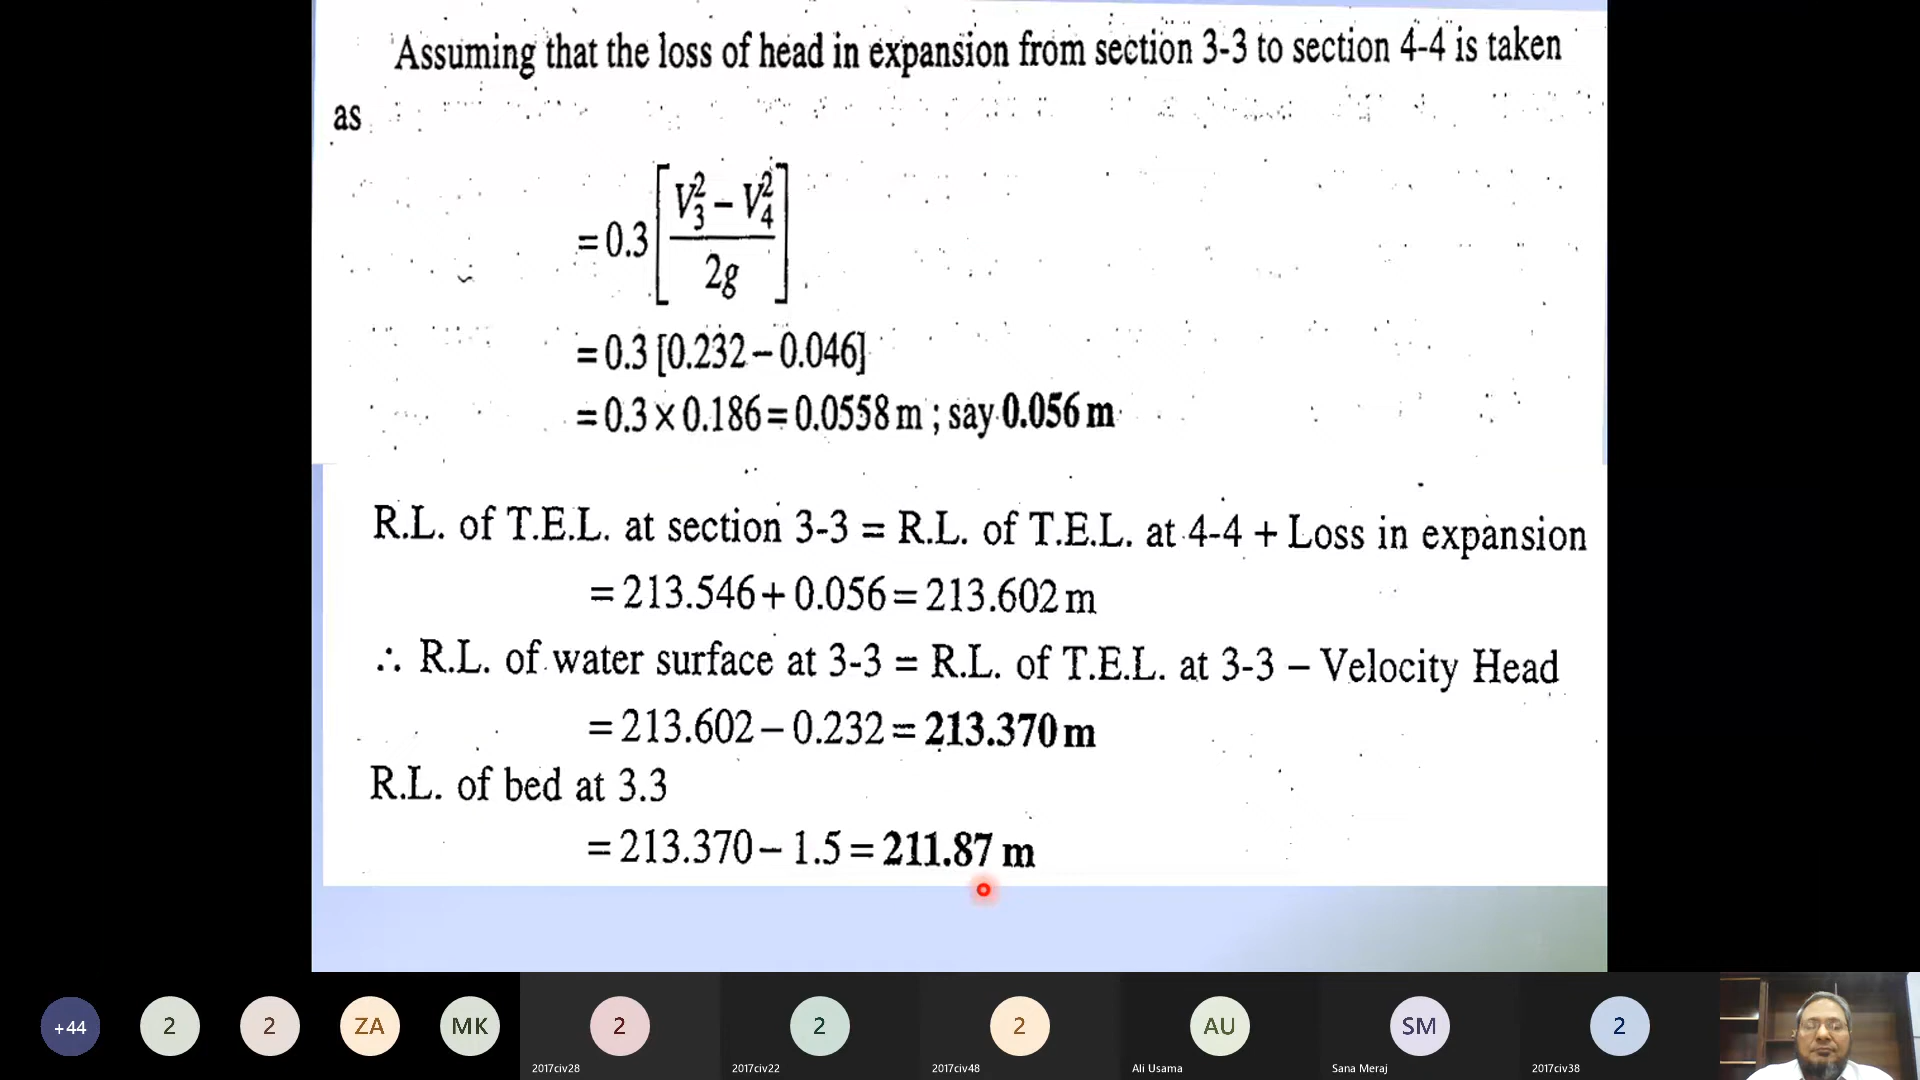 Assuming that the loss of head in expansion from section 3-3 to section 4-4 is taken
as
= 0.3 [ (V₃² – V₄²) / 2g ]
= 0.3 [0.232 – 0.046]
= 0.3 × 0.186 = 0.0558 m ; say 0.056 m
R.L. of T.E.L. at section 3-3 = R.L. of T.E.L. at 4-4 + Loss in expansion
= 213.546 + 0.056 = 213.602 m
∴ R.L. of water surface at 3-3 = R.L. of T.E.L. at 3-3 – Velocity Head
= 213.602 – 0.232 = 213.370 m
R.L. of bed at 3.3
= 213.370 – 1.5 = 211.87 m
+44 2 2 ZA MK 2 2 2 AU SM 2
2017civ28 2017civ22 2017civ48 Ali Usama Sana Meraj 2017civ38